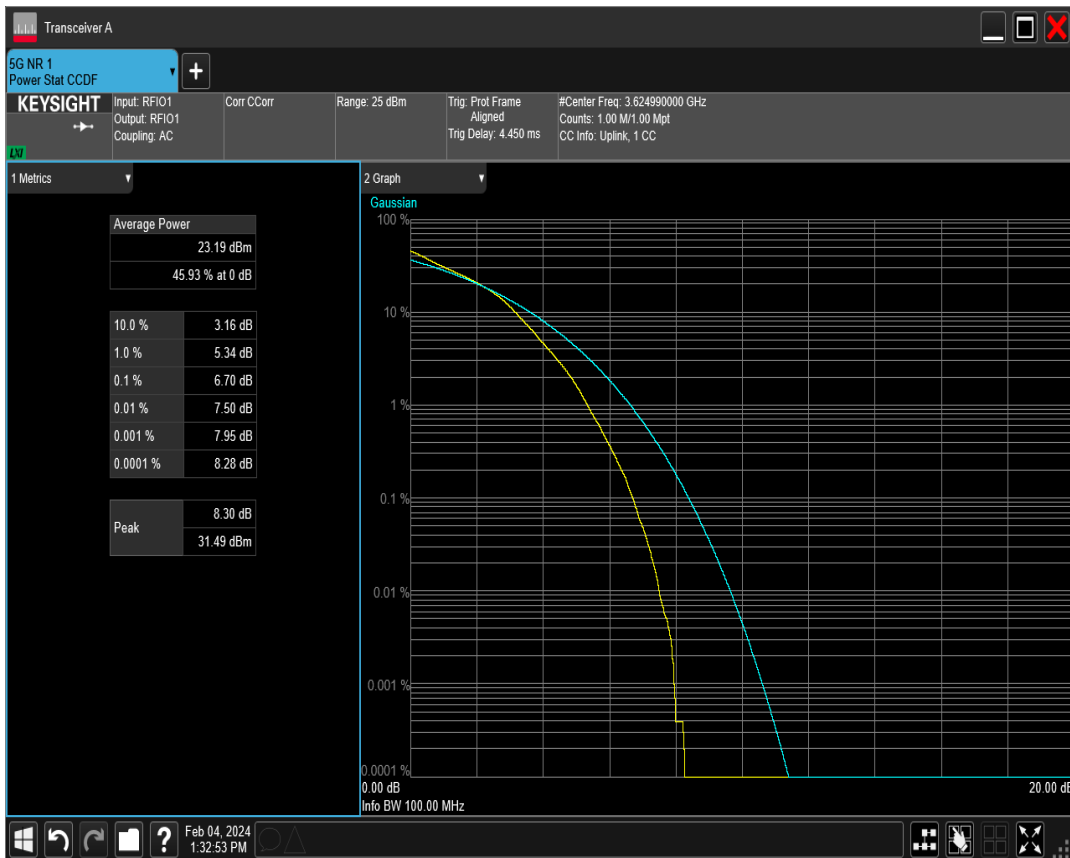 Transceiver A
5G NR 1
Power Stat CCDF
+
KEYSIGHT
LXI
Input: RFIO1
Output: RFIO1
Coupling: AC
Corr CCorr
Range: 25 dBm
Trig: Prot Frame
Aligned
Trig Delay: 4.450 ms
#Center Freq: 3.624990000 GHz
Counts: 1.00 M/1.00 Mpt
CC Info: Uplink, 1 CC
1 Metrics
Average Power
23.19 dBm
45.93 % at 0 dB
10.0 % 3.16 dB
1.0 % 5.34 dB
0.1 % 6.70 dB
0.01 % 7.50 dB
0.001 % 7.95 dB
0.0001 % 8.28 dB
Peak
8.30 dB
31.49 dBm
2 Graph
Gaussian
100 %
10 %
1 %
0.1 %
0.01 %
0.001 %
0.0001 %
0.00 dB 20.00 dB
Info BW 100.00 MHz
?
Feb 04, 2024
1:32:53 PM